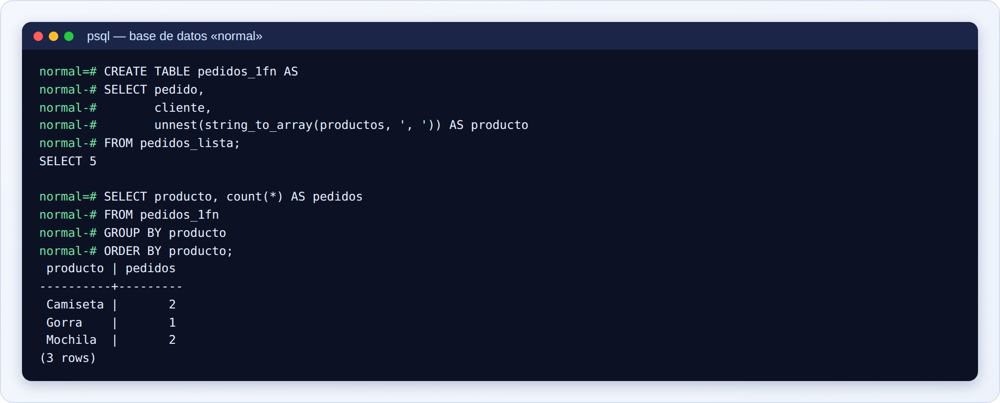 psql — base de datos «normal»
normal=# CREATE TABLE pedidos_1fn AS
normal-# SELECT pedido,
normal-#        cliente,
normal-#        unnest(string_to_array(productos, ', ')) AS producto
normal-# FROM pedidos_lista;
SELECT 5

normal=# SELECT producto, count(*) AS pedidos
normal-# FROM pedidos_1fn
normal-# GROUP BY producto
normal-# ORDER BY producto;
 producto | pedidos
----------+---------
 Camiseta |       2
 Gorra    |       1
 Mochila  |       2
(3 rows)